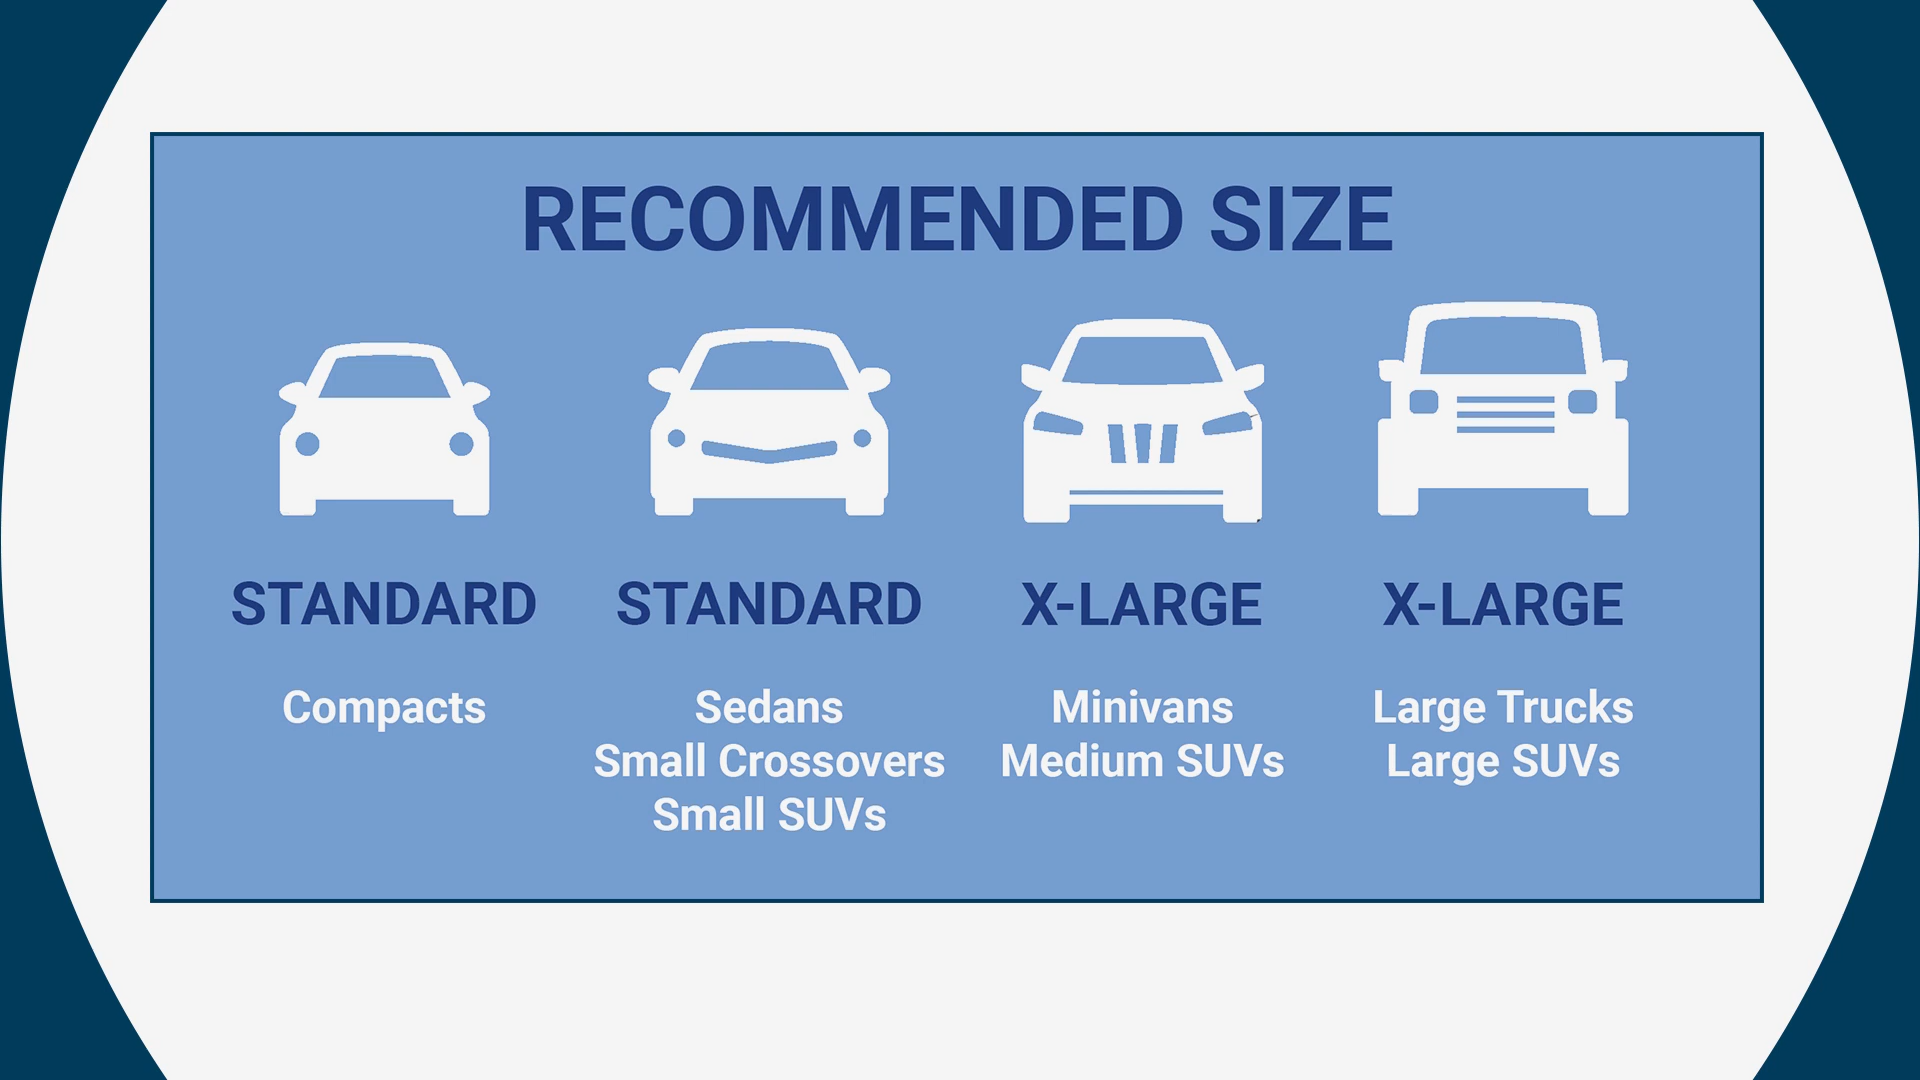 RECOMMENDED SIZE
STANDARD
Compacts
STANDARD
Sedans
Small Crossovers
Small SUVs
X-LARGE
Minivans
Medium SUVs
X-LARGE
Large Trucks
Large SUVs